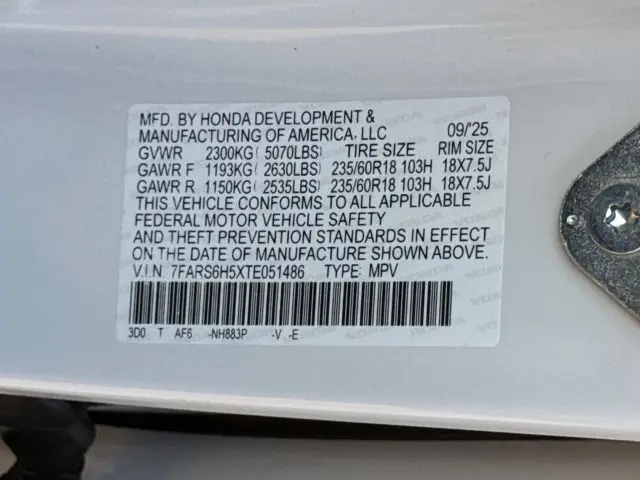 MFD. BY HONDA DEVELOPMENT &
MANUFACTURING OF AMERICA, LLC 09/'25
GVWR 2300KG( 5070LBS) TIRE SIZE RIM SIZE
GAWR F 1193KG( 2630LBS) 235/60R18 103H 18X7.5J
GAWR R 1150KG( 2535LBS) 235/60R18 103H 18X7.5J
THIS VEHICLE CONFORMS TO ALL APPLICABLE
FEDERAL MOTOR VEHICLE SAFETY
AND THEFT PREVENTION STANDARDS IN EFFECT
ON THE DATE OF MANUFACTURE SHOWN ABOVE.
V.I.N. 7FARS6H5XTE051486 TYPE: MPV
3D0 T AF6 -NH883P -V -E